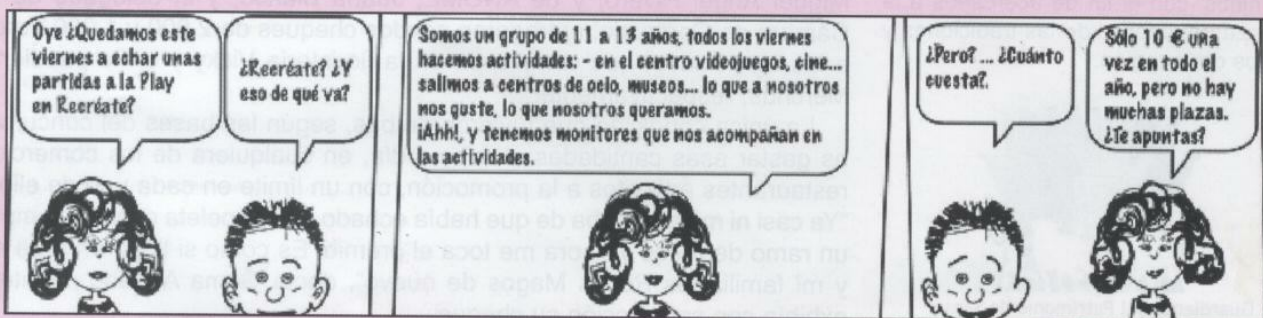 Oye ¿Quedamos este
viernes a echar unas
partidas a la Play
en Recréate?
¿Recréate? ¿Y
eso de qué va?
Somos un grupo de 11 a 13 años, todos los viernes
hacemos actividades: - en el centro videojuegos, cine...
salimos a centros de ocio, museos... lo que a nosotros
nos guste, lo que nosotros queramos.
¡Ahh!, y tenemos monitores que nos acompañan en
las actividades.
¿Pero? ... ¿Cuánto
cuesta?.
Sólo 10 € una
vez en todo el
año, pero no hay
muchas plazas.
¿Te apuntas?